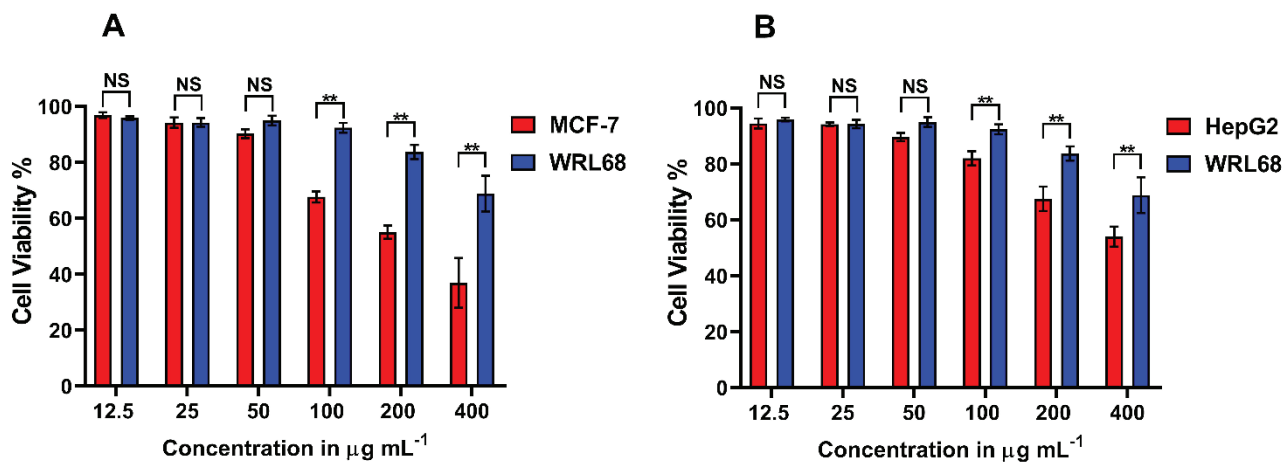 A
NS
NS
NS
**
**
**
100
80
60
40
20
0
Cell Viability %
12.5 25 50 100 200 400
Concentration in µg mL-1
MCF-7
WRL68
B
NS
NS
NS
**
**
**
100
80
60
40
20
0
Cell Viability %
12.5 25 50 100 200 400
Concentration in µg mL-1
HepG2
WRL68